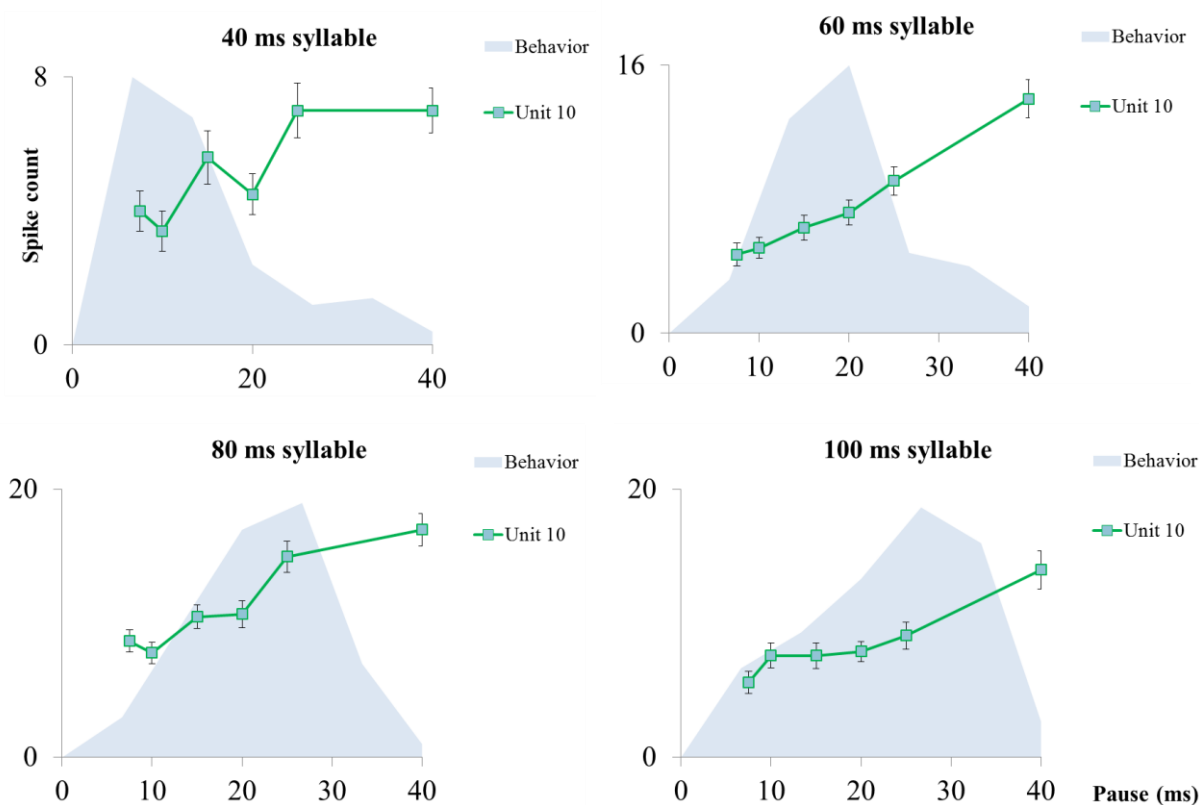 40 ms syllable
Behavior
Unit 10
8
0
Spike count
0 20 40
60 ms syllable
Behavior
Unit 10
16
0
0 10 20 30 40
80 ms syllable
Behavior
Unit 10
20
0
0 10 20 30 40
100 ms syllable
Behavior
Unit 10
20
0
0 10 20 30 40
Pause (ms)